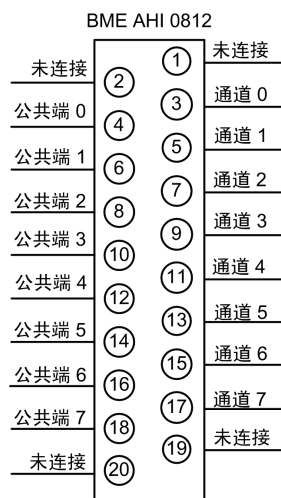 BME AHI 0812
未连接
1
未连接
2
通道 0
3
公共端 0
4
通道 1
5
公共端 1
6
通道 2
7
公共端 2
8
通道 3
9
公共端 3
10
通道 4
11
公共端 4
12
通道 5
13
公共端 5
14
通道 6
15
公共端 6
16
通道 7
17
公共端 7
18
未连接
19
未连接
20